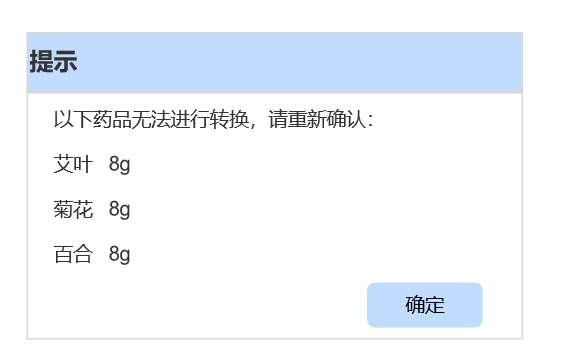 提示
以下药品无法进行转换，请重新确认：
艾叶 8g
菊花 8g
百合 8g
确定